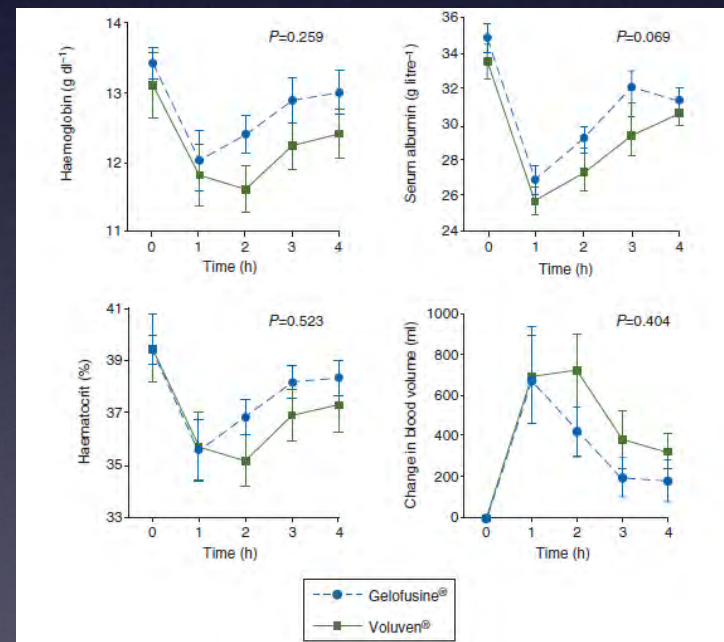 Haemoglobin (g dl⁻¹)
14
13
12
11
P=0.259
0 1 2 3 4
Time (h)
Serum albumin (g litre⁻¹)
36
34
32
30
28
26
24
P=0.069
0 1 2 3 4
Time (h)
Haematocrit (%)
41
39
37
35
33
P=0.523
0 1 2 3 4
Time (h)
Change in blood volume (ml)
1000
800
600
400
200
0
P=0.404
0 1 2 3 4
Time (h)
Gelofusine®
Voluven®